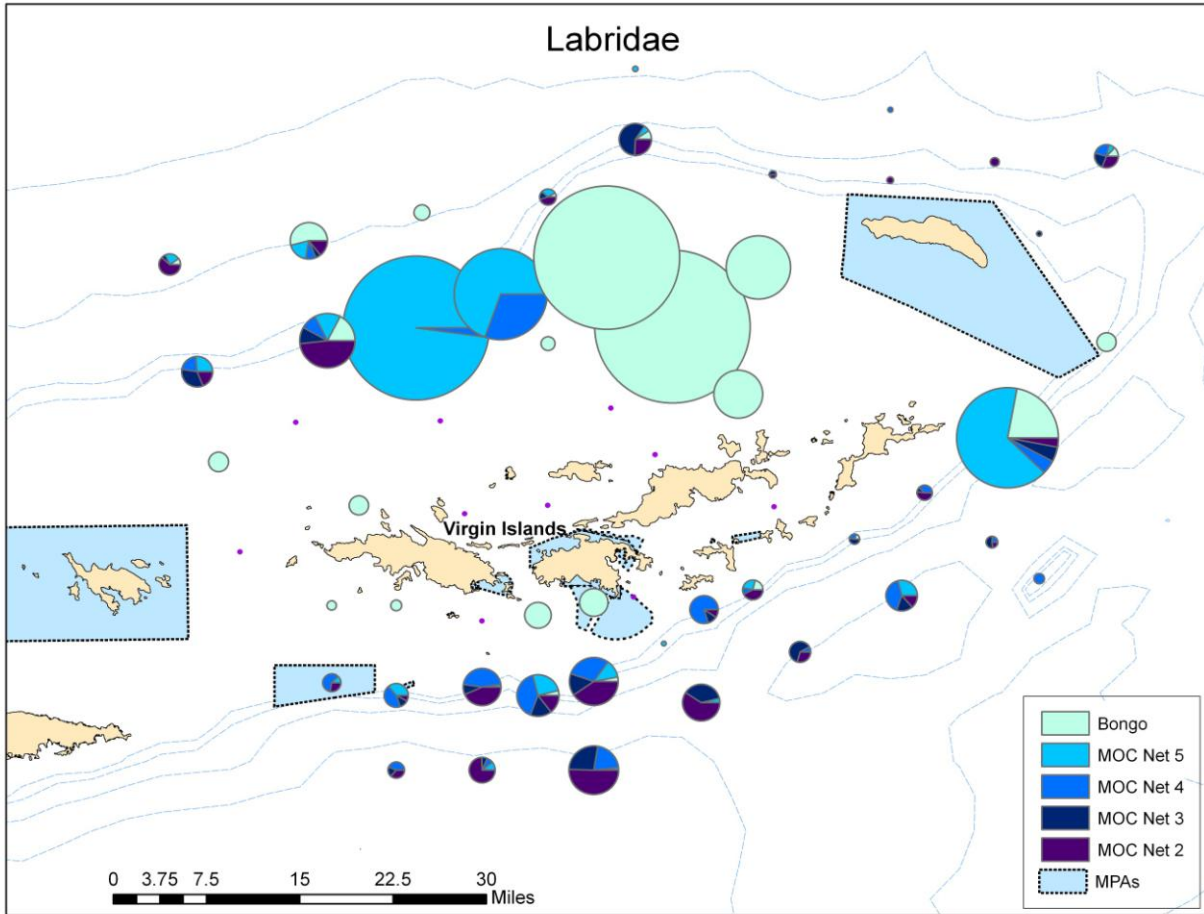 Labridae
Virgin Islands
Bongo
MOC Net 5
MOC Net 4
MOC Net 3
MOC Net 2
MPAs
0 3.75 7.5 15 22.5 30
Miles